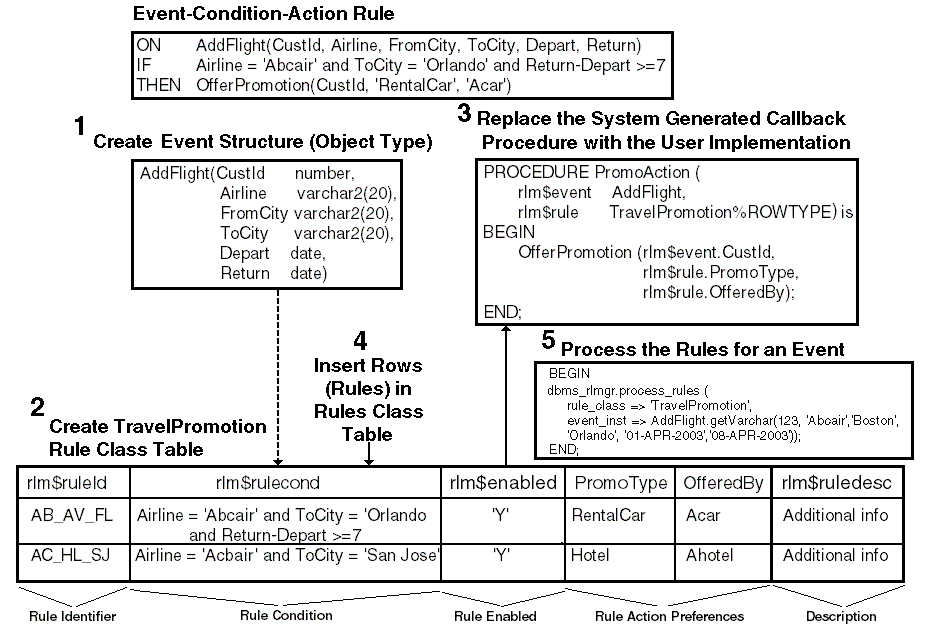 Event-Condition-Action Rule
ON AddFlight(CustId, Airline, FromCity, ToCity, Depart, Return)
IF Airline = 'Abcair' and ToCity = 'Orlando' and Return-Depart >=7
THEN OfferPromotion(CustId, 'RentalCar', 'Acar')
1 Create Event Structure (Object Type)
AddFlight(CustId number,
Airline varchar2(20),
FromCity varchar2(20),
ToCity varchar2(20),
Depart date,
Return date)
3 Replace the System Generated Callback
Procedure with the User Implementation
PROCEDURE PromoAction (
rlm$event AddFlight,
rlm$rule TravelPromotion%ROWTYPE) is
BEGIN
OfferPromotion (rlm$event.CustId,
rlm$rule.PromoType,
rlm$rule.OfferedBy);
END;
4
Insert Rows
(Rules) in
Rules Class
Table
5 Process the Rules for an Event
BEGIN
dbms_rlmgr.process_rules (
rule_class => 'TravelPromotion',
event_inst => AddFlight.getVarchar(123, 'Abcair','Boston',
'Orlando', '01-APR-2003','08-APR-2003'));
END;
2 Create TravelPromotion
Rule Class Table
rlm$ruleId rlm$rulecond rlm$enabled PromoType OfferedBy rlm$ruledesc
AB_AV_FL Airline = 'Abcair' and ToCity = 'Orlando 'Y' RentalCar Acar Additional info
and Return-Depart >=7
AC_HL_SJ Airline = 'Acbair' and ToCity = 'San Jose' 'Y' Hotel Ahotel Additional info
Rule Identifier Rule Condition Rule Enabled Rule Action Preferences Description